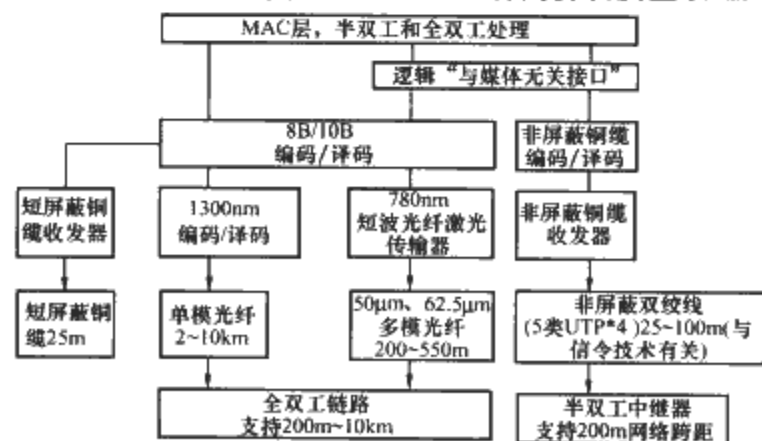 MAC层，半双工和全双工处理
逻辑“与媒体无关接口”
8B/10B
编码/译码
非屏蔽铜缆
编码/译码
短屏蔽铜
缆收发器
1300nm
编码/译码
780nm
短波光纤激光
传输器
非屏蔽铜缆
收发器
短屏蔽铜
缆25m
单模光纤
2~10km
50μm、62.5μm
多模光纤
200~550m
非屏蔽双绞线
(5类UTP*4)25~100m(与
信令技术有关)
全双工链路
支持200m~10km
半双工中继器
支持200m网络跨距